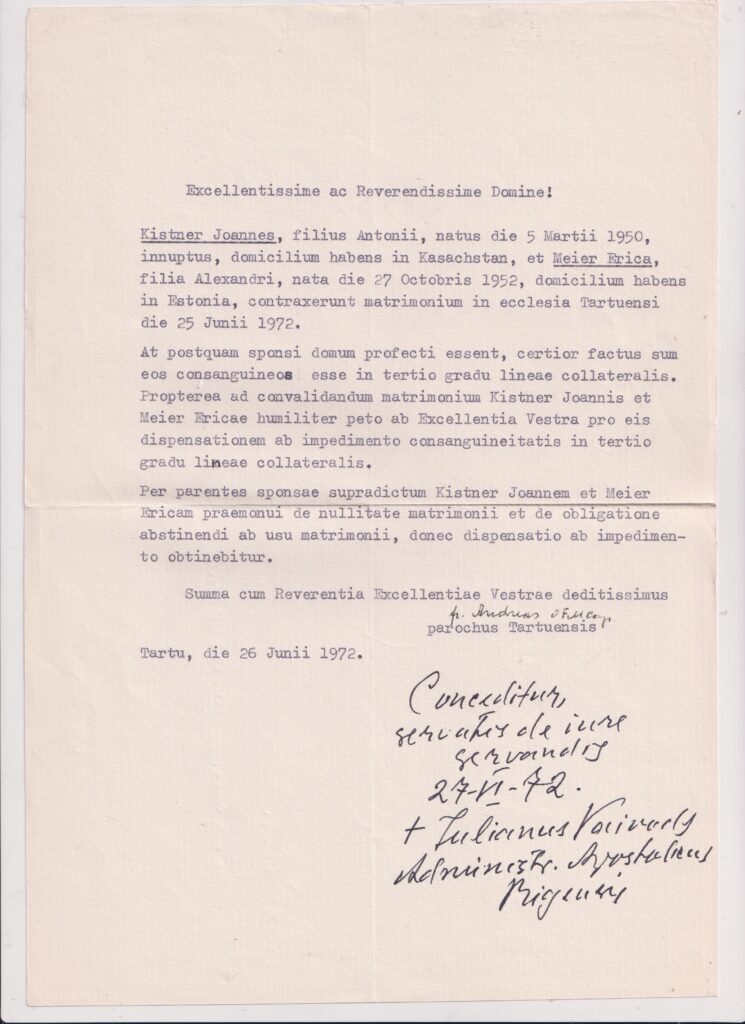 Excellentissime ac Reverendissime Domine!
Kistner Joannes, filius Antonii, natus die 5 Martii 1950,
innuptus, domicilium habens in Kasachstan, et Meier Erica,
filia Alexandri, nata die 27 Octobris 1952, domicilium habens
in Estonia, contraxerunt matrimonium in ecclesia Tartuensi
die 25 Junii 1972.
At postquam sponsi domum profecti essent, certior factus sum
eos consanguineos esse in tertio gradu lineae collateralis.
Propterea ad convalidandum matrimonium Kistner Joannis et
Meier Ericae humiliter peto ab Excellentia Vestra pro eis
dispensationem ab impedimento consanguineitatis in tertio
gradu lineae collateralis.
Per parentes sponsae supradictum Kistner Joannem et Meier
Ericam praemonui de nullitate matrimonii et de obligatione
abstinendi ab usu matrimonii, donec dispensatio ab impedimen-
to obtinebitur.
Summa cum Reverentia Excellentiae Vestrae deditissimus
fr. Andreas OFMCap.
parochus Tartuensis
Tartu, die 26 Junii 1972.
Conceditur,
servatis de iure
servandis
27-VI-72.
+ Julianus Vaivods
Administr. Apostolicus
Rigensis